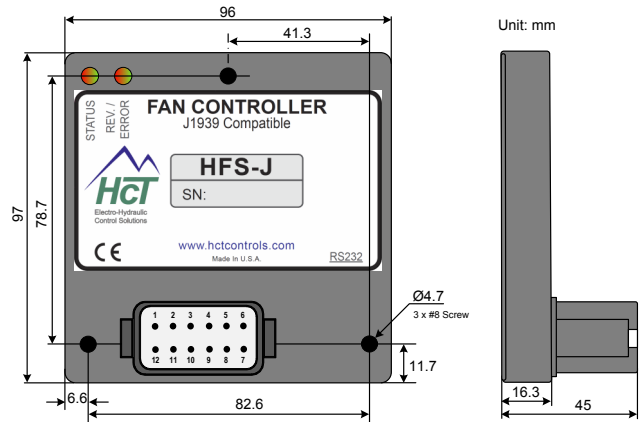 96
Unit: mm
41.3
STATUS
REV. /
ERROR
FAN CONTROLLER
J1939 Compatible
HFS-J
SN:
HCT
Electro-Hydraulic
Control Solutions
www.hctcontrols.com
Made In U.S.A.
RS232
CE
97
78.7
1 2 3 4 5 6
12 11 10 9 8 7
Ø4.7
3 x #8 Screw
11.7
6.6
82.6
16.3
45